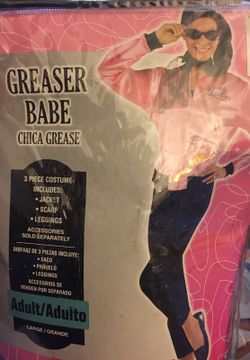 GREASER
BABE
CHICA GREASE
3 PIECE COSTUME
INCLUDES:
• JACKET
• SCARF
• LEGGINGS
ACCESSORIES
SOLD SEPARATELY
DISFRAZ DE 3 PIEZAS INCLUYE:
• SACO
• PAÑUELO
• LEGGINGS
ACCESORIOS SE
VENDEN POR SEPARADO
Adult/Adulto
LARGE / GRANDE